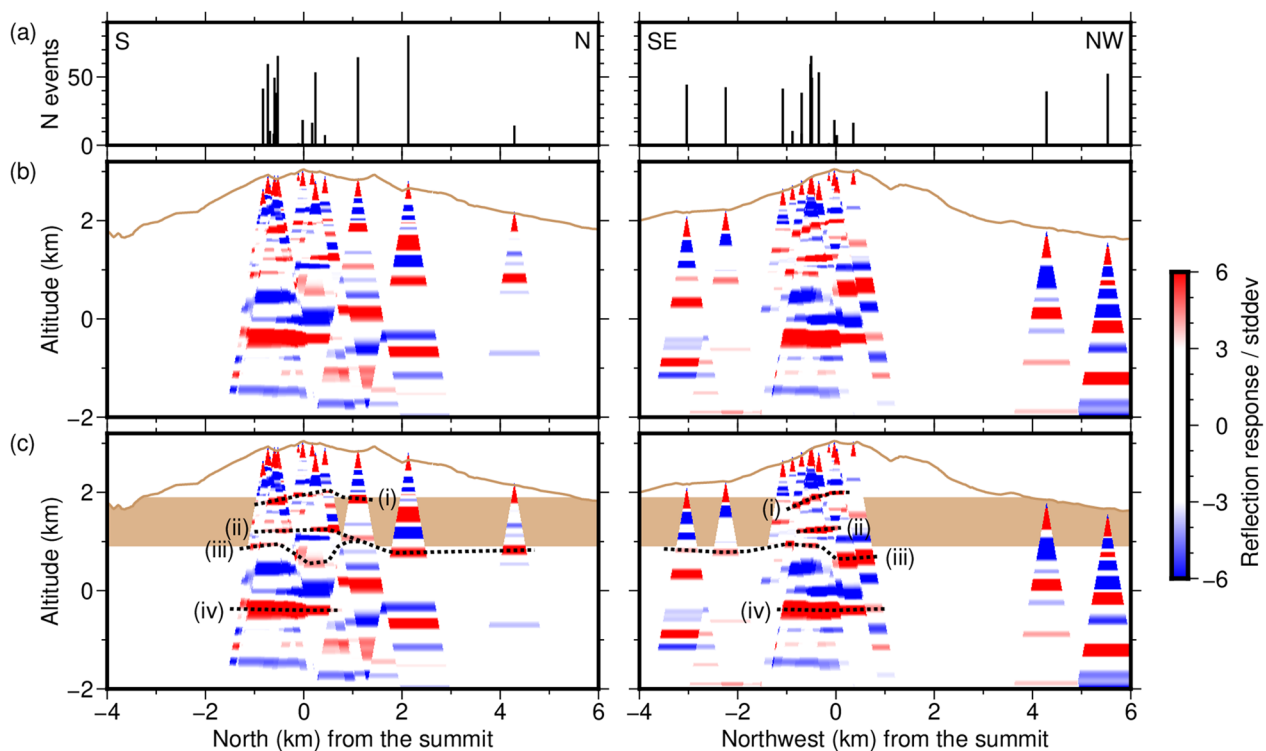 (a)
N events
50
0
S
N
SE
NW
(b)
Altitude (km)
2
0
−2
(c)
Altitude (km)
2
0
−2
(i)
(ii)
(iii)
(iv)
(i)
(ii)
(iii)
(iv)
−4 −2 0 2 4 6
North (km) from the summit
−4 −2 0 2 4 6
Northwest (km) from the summit
6
3
0
−3
−6
Reflection response / stddev